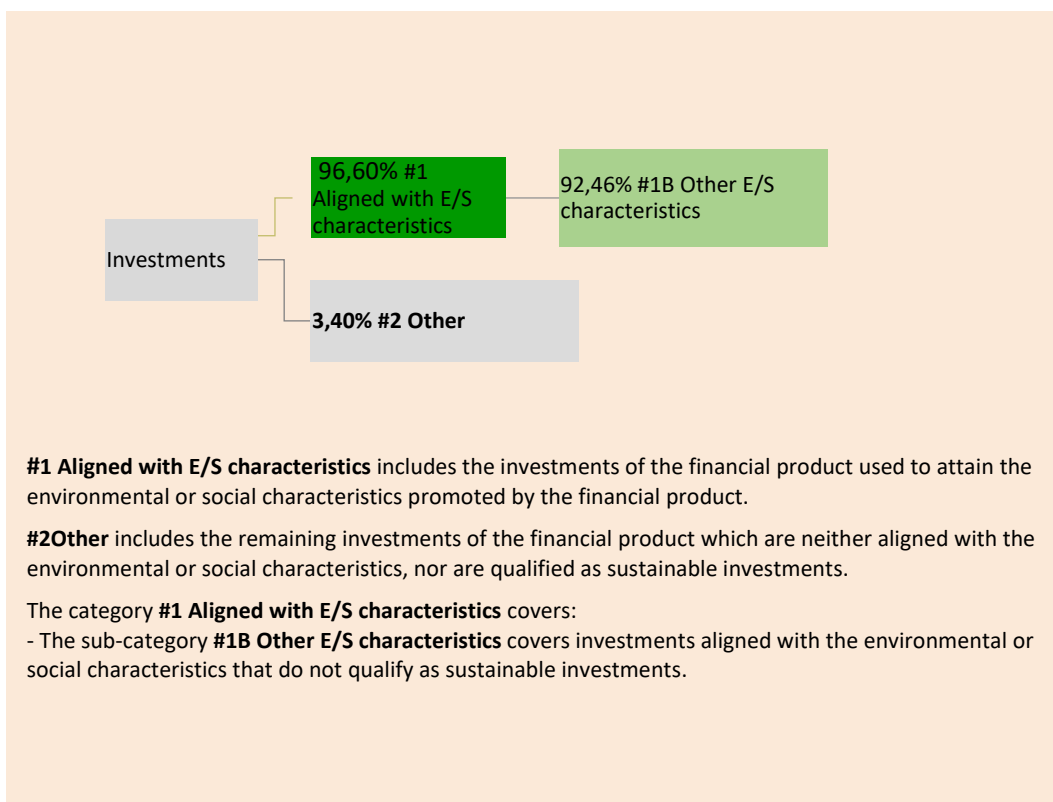 96,60% #1
Aligned with E/S
characteristics
92,46% #1B Other E/S
characteristics
Investments
3,40% #2 Other
#1 Aligned with E/S characteristics includes the investments of the financial product used to attain the
environmental or social characteristics promoted by the financial product.
#2Other includes the remaining investments of the financial product which are neither aligned with the
environmental or social characteristics, nor are qualified as sustainable investments.
The category #1 Aligned with E/S characteristics covers:
- The sub-category #1B Other E/S characteristics covers investments aligned with the environmental or
social characteristics that do not qualify as sustainable investments.